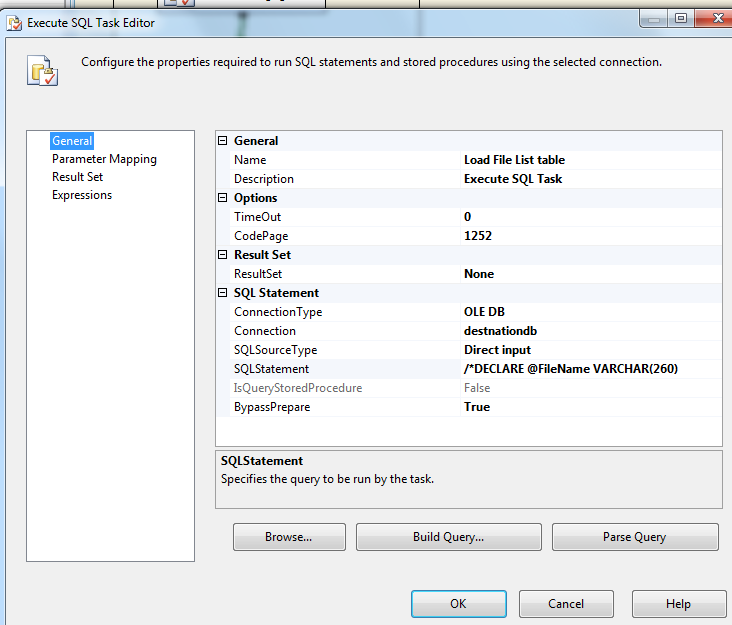 Execute SQL Task Editor
Configure the properties required to run SQL statements and stored procedures using the selected connection.
General
Parameter Mapping
Result Set
Expressions
General
Name Load File List table
Description Execute SQL Task
Options
TimeOut 0
CodePage 1252
Result Set
ResultSet None
SQL Statement
ConnectionType OLE DB
Connection destnationdb
SQLSourceType Direct input
SQLStatement /*DECLARE @FileName VARCHAR(260)
IsQueryStoredProcedure False
BypassPrepare True
SQLStatement
Specifies the query to be run by the task.
Browse... Build Query... Parse Query
OK Cancel Help